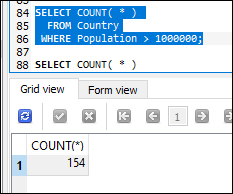 84 SELECT COUNT( * )
85 FROM Country
86 WHERE Population > 1000000;
87
88 SELECT COUNT( * )
Grid view Form view
1
COUNT(*)
1 154